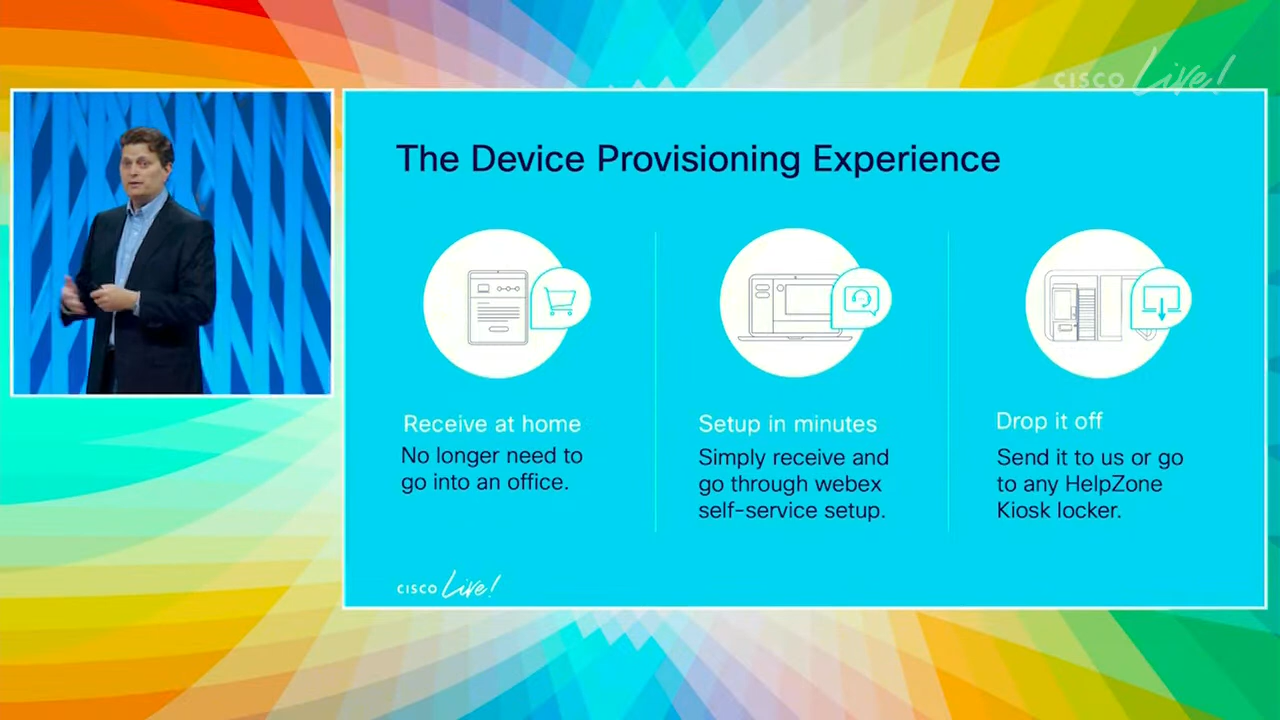 CISCO Live!
The Device Provisioning Experience
Receive at home
No longer need to
go into an office.
Setup in minutes
Simply receive and
go through webex
self-service setup.
Drop it off
Send it to us or go
to any HelpZone
Kiosk locker.
CISCO Live!